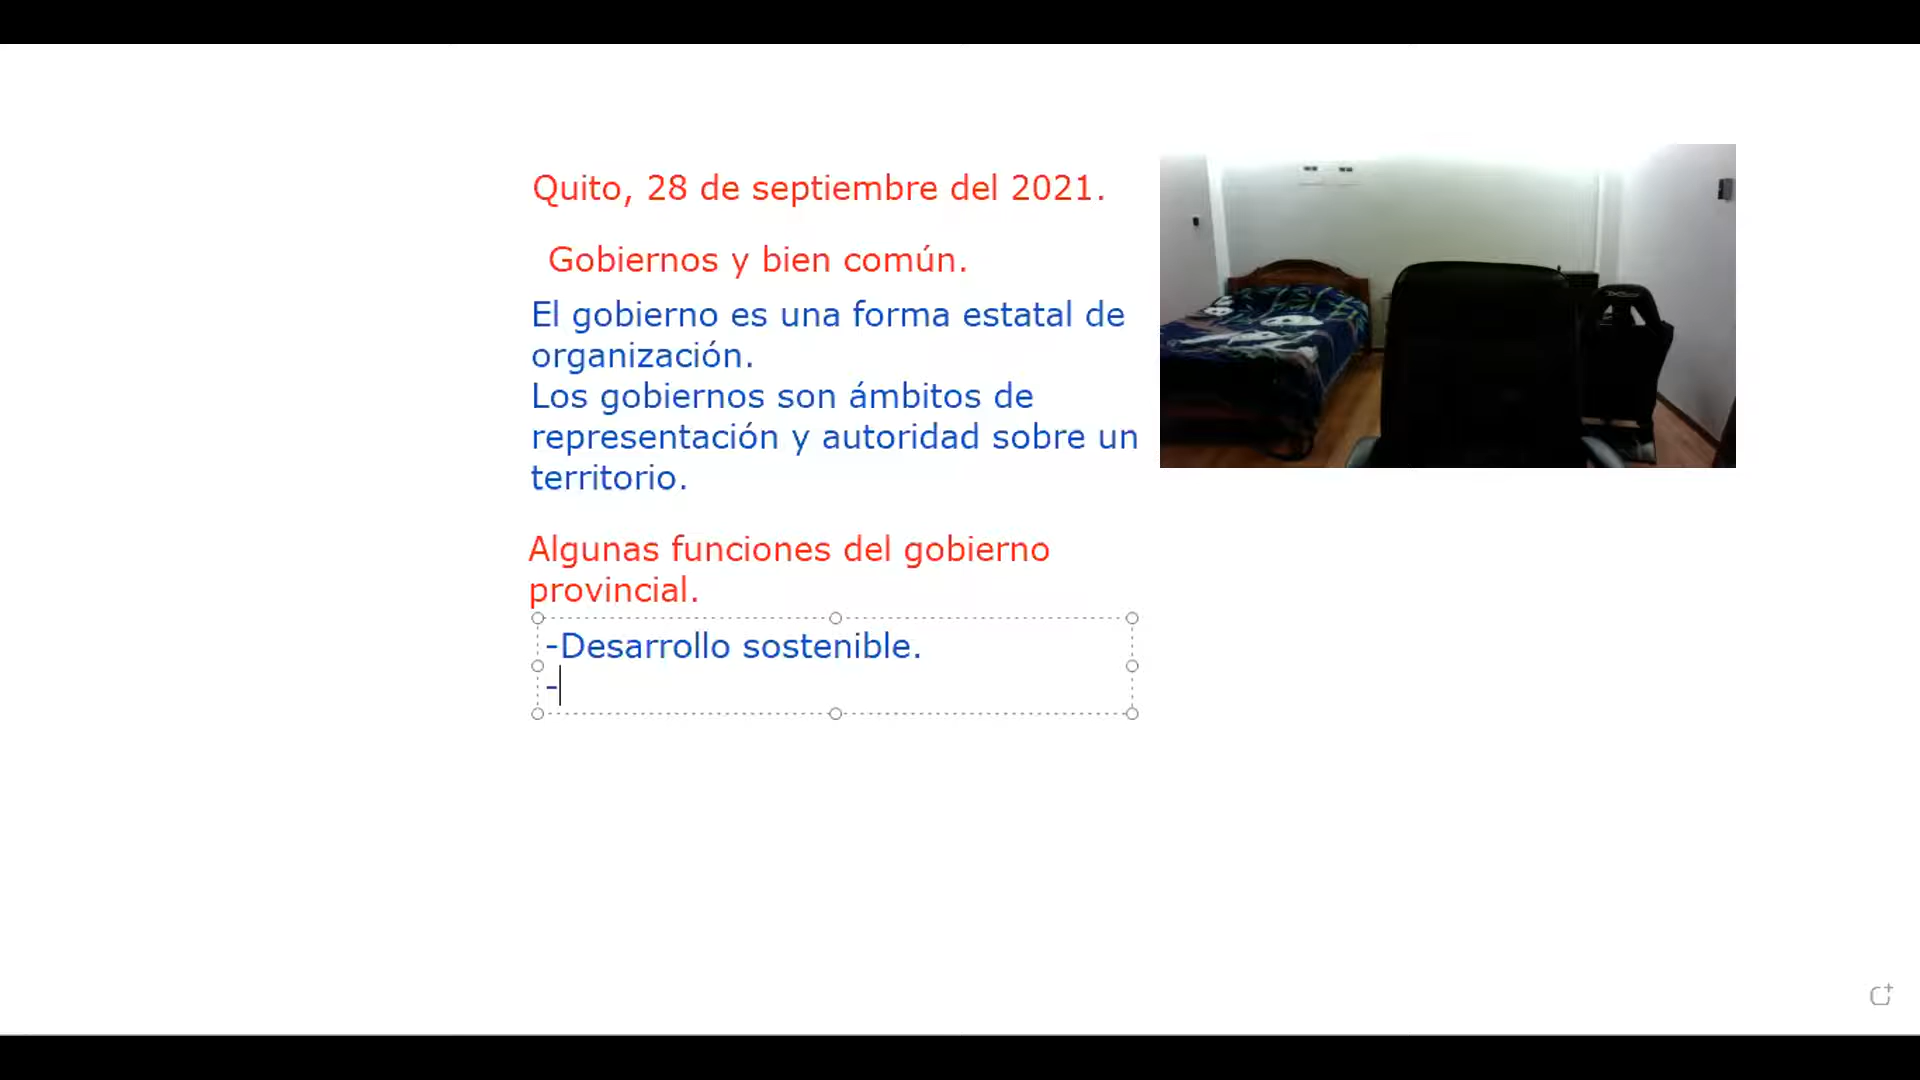 Quito, 28 de septiembre del 2021.
Gobiernos y bien común.
El gobierno es una forma estatal de
organización.
Los gobiernos son ámbitos de
representación y autoridad sobre un
territorio.
Algunas funciones del gobierno
provincial.
-Desarrollo sostenible.
-